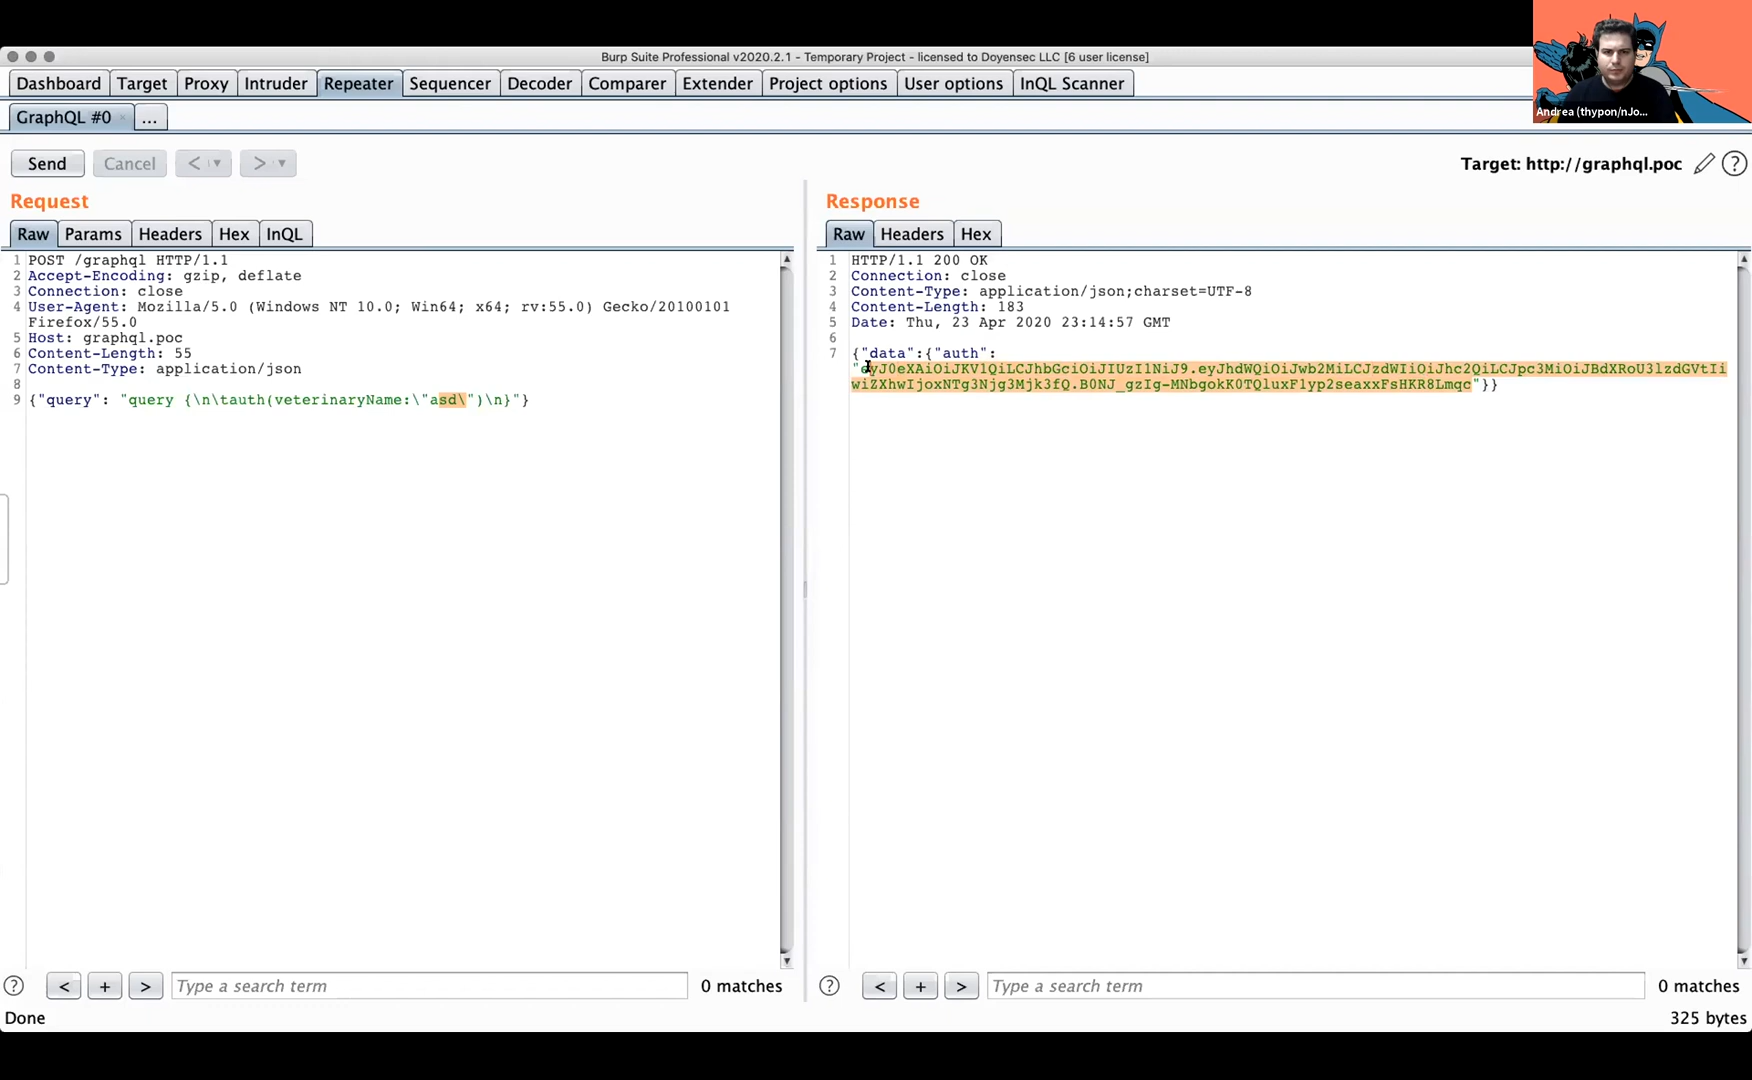 Burp Suite Professional v2020.2.1 - Temporary Project - licensed to Doyensec LLC [6 user license]
Dashboard Target Proxy Intruder Repeater Sequencer Decoder Comparer Extender Project options User options InQL Scanner
Andrea (thypon/nJo...
GraphQL #0 × ...
Send Cancel < > Target: http://graphql.poc ?
Request
Raw Params Headers Hex InQL
1 POST /graphql HTTP/1.1
2 Accept-Encoding: gzip, deflate
3 Connection: close
4 User-Agent: Mozilla/5.0 (Windows NT 10.0; Win64; x64; rv:55.0) Gecko/20100101
Firefox/55.0
5 Host: graphql.poc
6 Content-Length: 55
7 Content-Type: application/json
8
9 {"query": "query {\n\tauth(veterinaryName:\"asd\")\n}"}
? < + > Type a search term 0 matches
Response
Raw Headers Hex
1 HTTP/1.1 200 OK
2 Connection: close
3 Content-Type: application/json;charset=UTF-8
4 Content-Length: 183
5 Date: Thu, 23 Apr 2020 23:14:57 GMT
6
7 {"data":{"auth":
"eyJ0eXAiOiJKV1QiLCJhbGciOiJIUzI1NiJ9.eyJhdWQiOiJwb2MiLCJzdWIiOiJhc2QiLCJpc3MiOiJBdXRoU3lzdGVtIi
wiZXhwIjoxNTg3Njg3Mjk3fQ.B0NJ_gzIg-MNbgokK0TQluxFlyp2seaxxFsHKR8Lmqc"}}
? < + > Type a search term 0 matches
Done
325 bytes